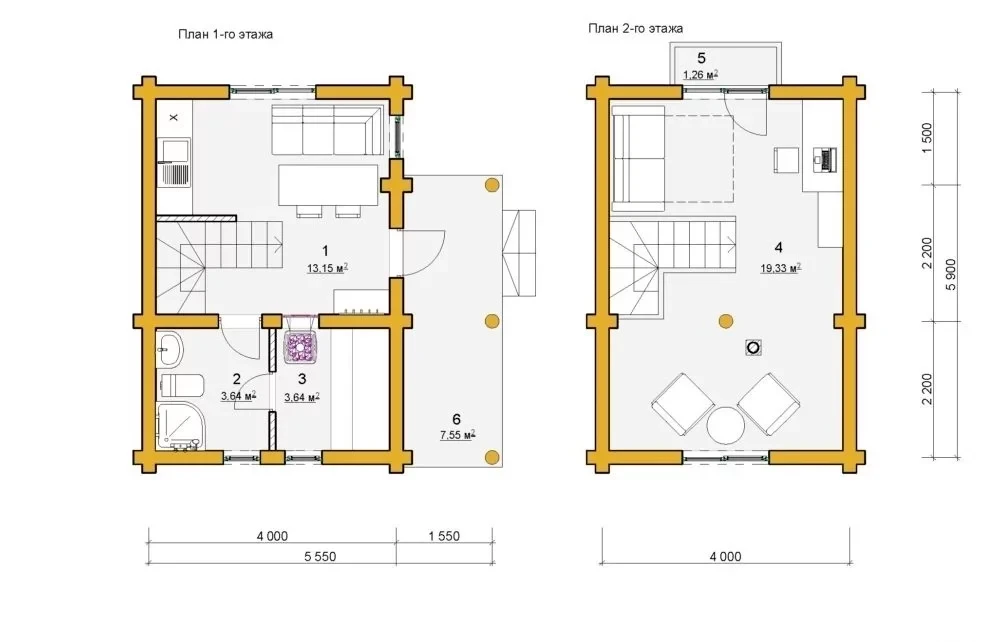 План 1-го этажа
План 2-го этажа
5
1,26 м²
X
1
13.15 м²
2
3,64 м²
3
3,64 м²
6
7,55 м²
4
19,33 м²
1 500
2 200
2 200
5 900
4 000
1 550
5 550
4 000